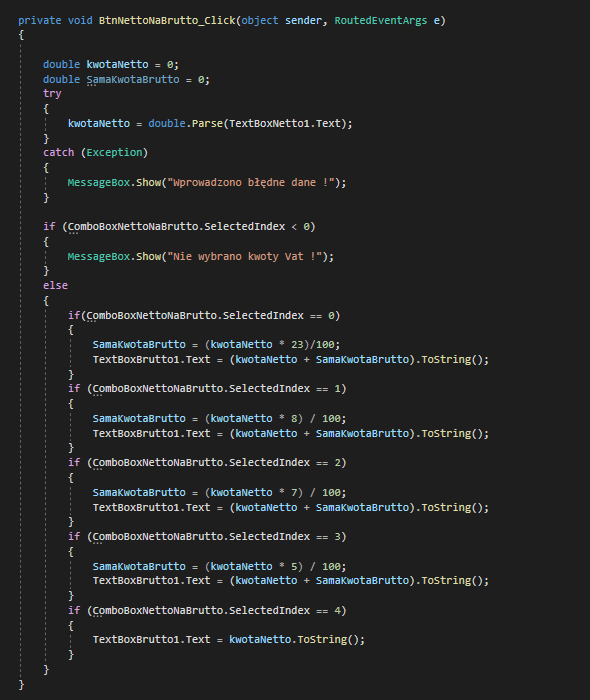 private void BtnNettoNaBrutto_Click(object sender, RoutedEventArgs e)
{
double kwotaNetto = 0;
double SamaKwotaBrutto = 0;
try
{
kwotaNetto = double.Parse(TextBoxNetto1.Text);
}
catch (Exception)
{
MessageBox.Show("Wprowadzono błędne dane !");
}
if (ComboBoxNettoNaBrutto.SelectedIndex < 0)
{
MessageBox.Show("Nie wybrano kwoty Vat !");
}
else
{
if(ComboBoxNettoNaBrutto.SelectedIndex == 0)
{
SamaKwotaBrutto = (kwotaNetto * 23)/100;
TextBoxBrutto1.Text = (kwotaNetto + SamaKwotaBrutto).ToString();
}
if (ComboBoxNettoNaBrutto.SelectedIndex == 1)
{
SamaKwotaBrutto = (kwotaNetto * 8) / 100;
TextBoxBrutto1.Text = (kwotaNetto + SamaKwotaBrutto).ToString();
}
if (ComboBoxNettoNaBrutto.SelectedIndex == 2)
{
SamaKwotaBrutto = (kwotaNetto * 7) / 100;
TextBoxBrutto1.Text = (kwotaNetto + SamaKwotaBrutto).ToString();
}
if (ComboBoxNettoNaBrutto.SelectedIndex == 3)
{
SamaKwotaBrutto = (kwotaNetto * 5) / 100;
TextBoxBrutto1.Text = (kwotaNetto + SamaKwotaBrutto).ToString();
}
if (ComboBoxNettoNaBrutto.SelectedIndex == 4)
{
TextBoxBrutto1.Text = kwotaNetto.ToString();
}
}
}